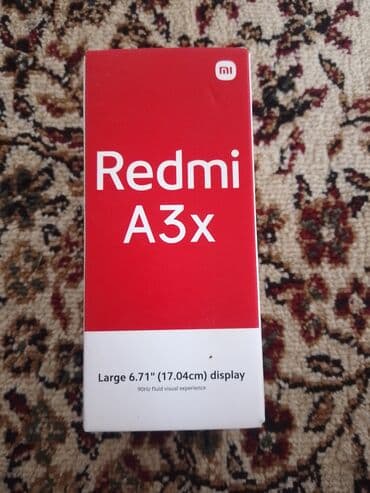 mi
Redmi
A3x
Large 6.71" (17.04cm) display
90Hz fluid visual experience